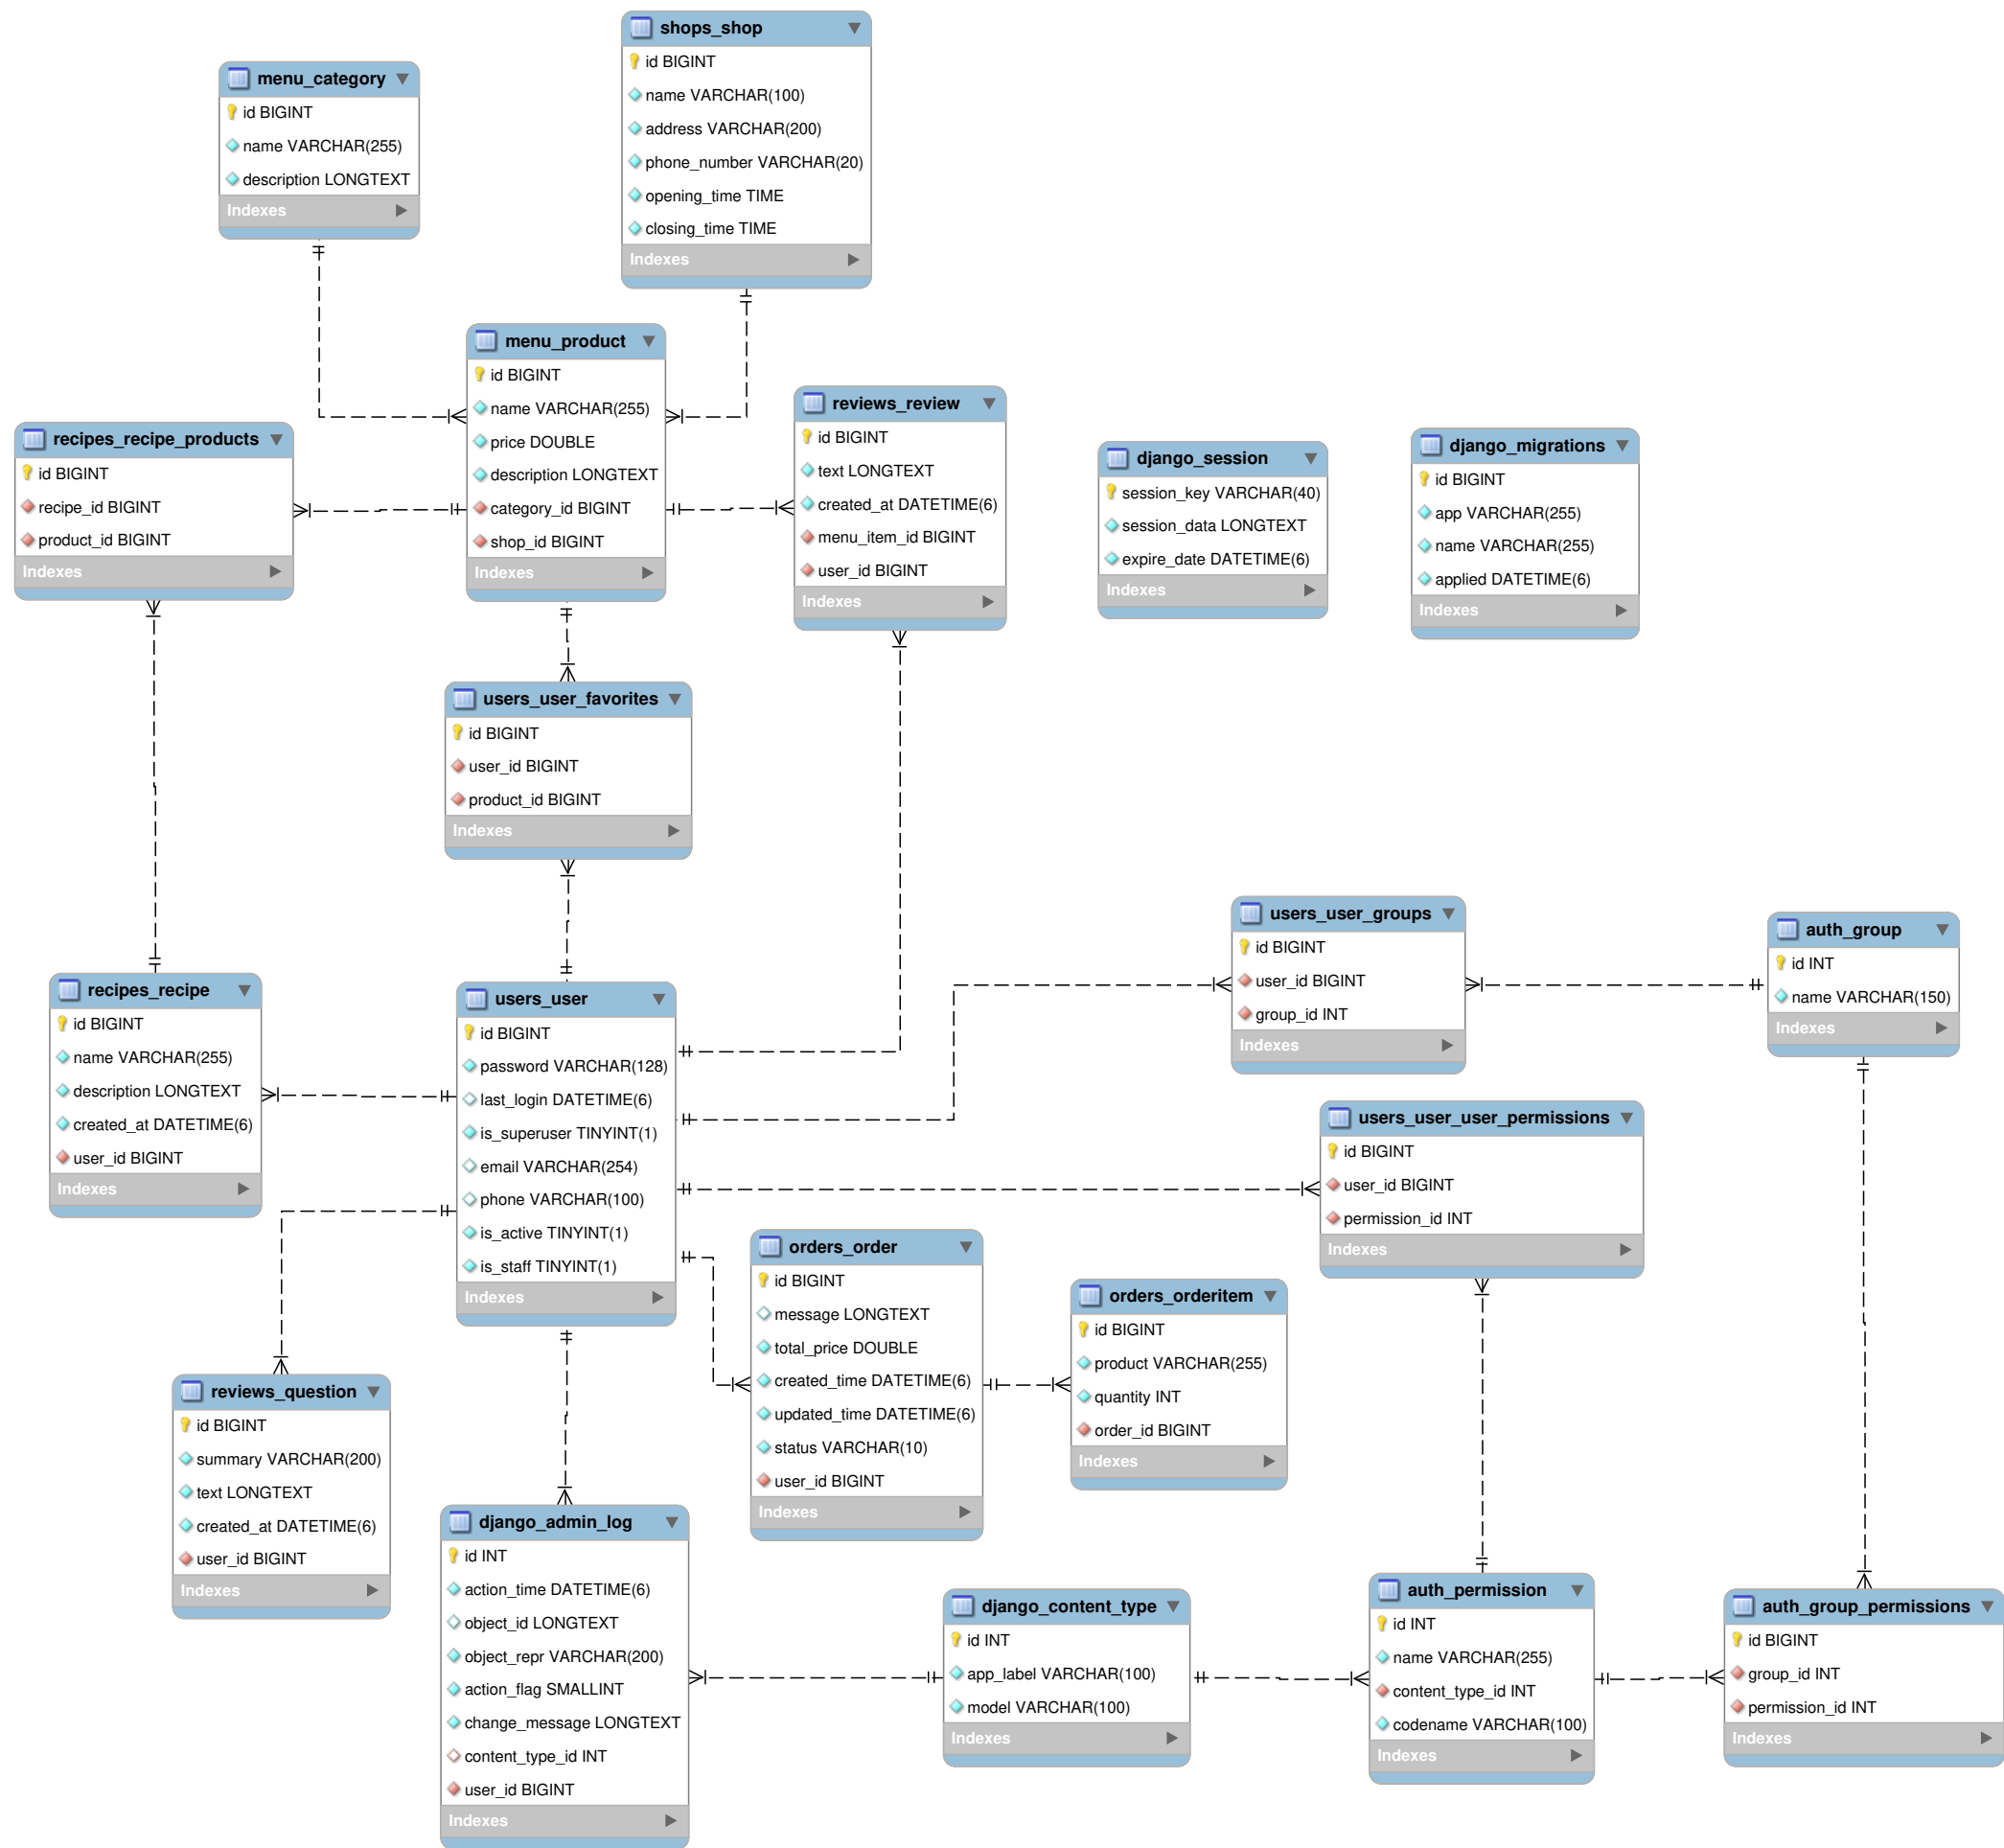 shops_shop
id BIGINT
name VARCHAR(100)
address VARCHAR(200)
phone_number VARCHAR(20)
opening_time TIME
closing_time TIME
Indexes
menu_category
id BIGINT
name VARCHAR(255)
description LONGTEXT
Indexes
menu_product
id BIGINT
name VARCHAR(255)
price DOUBLE
description LONGTEXT
category_id BIGINT
shop_id BIGINT
Indexes
reviews_review
id BIGINT
text LONGTEXT
created_at DATETIME(6)
menu_item_id BIGINT
user_id BIGINT
Indexes
recipes_recipe_products
id BIGINT
recipe_id BIGINT
product_id BIGINT
Indexes
django_session
session_key VARCHAR(40)
session_data LONGTEXT
expire_date DATETIME(6)
Indexes
django_migrations
id BIGINT
app VARCHAR(255)
name VARCHAR(255)
applied DATETIME(6)
Indexes
users_user_favorites
id BIGINT
user_id BIGINT
product_id BIGINT
Indexes
users_user_groups
id BIGINT
user_id BIGINT
group_id INT
Indexes
auth_group
id INT
name VARCHAR(150)
Indexes
recipes_recipe
id BIGINT
name VARCHAR(255)
description LONGTEXT
created_at DATETIME(6)
user_id BIGINT
Indexes
users_user
id BIGINT
password VARCHAR(128)
last_login DATETIME(6)
is_superuser TINYINT(1)
email VARCHAR(254)
phone VARCHAR(100)
is_active TINYINT(1)
is_staff TINYINT(1)
Indexes
users_user_user_permissions
id BIGINT
user_id BIGINT
permission_id INT
Indexes
orders_order
id BIGINT
message LONGTEXT
total_price DOUBLE
created_time DATETIME(6)
updated_time DATETIME(6)
status VARCHAR(10)
user_id BIGINT
Indexes
orders_orderitem
id BIGINT
product VARCHAR(255)
quantity INT
order_id BIGINT
Indexes
reviews_question
id BIGINT
summary VARCHAR(200)
text LONGTEXT
created_at DATETIME(6)
user_id BIGINT
Indexes
django_admin_log
id INT
action_time DATETIME(6)
object_id LONGTEXT
object_repr VARCHAR(200)
action_flag SMALLINT
change_message LONGTEXT
content_type_id INT
user_id BIGINT
Indexes
django_content_type
id INT
app_label VARCHAR(100)
model VARCHAR(100)
Indexes
auth_permission
id INT
name VARCHAR(255)
content_type_id INT
codename VARCHAR(100)
Indexes
auth_group_permissions
id BIGINT
group_id INT
permission_id INT
Indexes